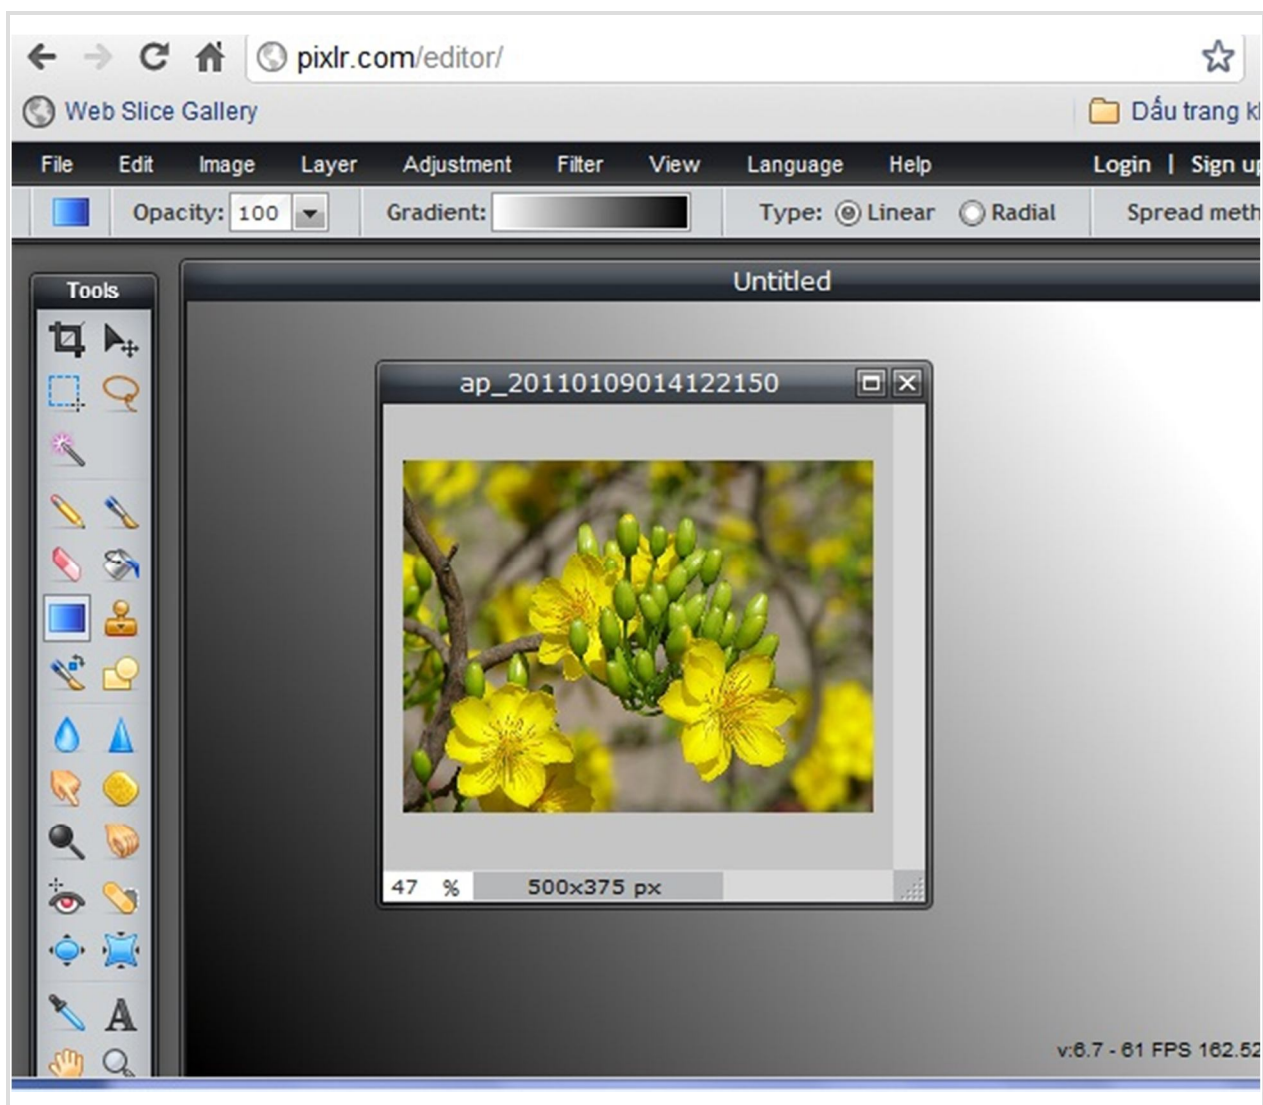 pixlr.com/editor/
Web Slice Gallery Dấu trang
File Edit Image Layer Adjustment Filter View Language Help Login | Sign up
Opacity: 100 Gradient: Type: Linear Radial Spread
Tools
Untitled
ap_20110109014122150
47 % 500x375 px
v:6.7 - 61 FPS 162.52